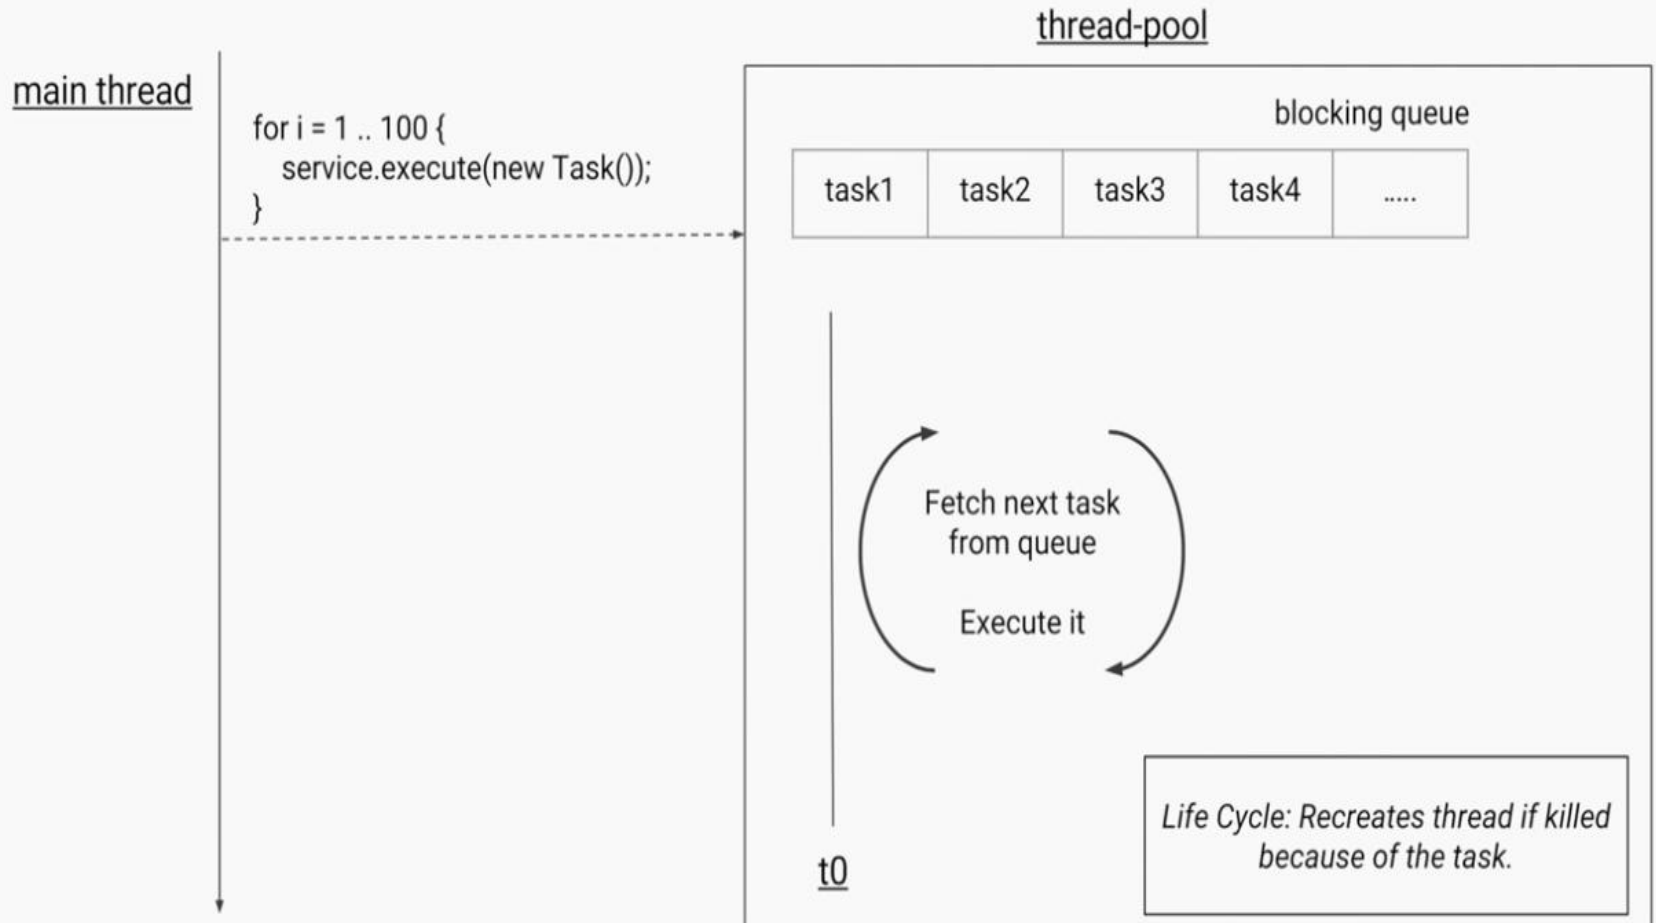 thread-pool
main thread
for i = 1 .. 100 {
service.execute(new Task());
}
blocking queue
task1 task2 task3 task4 .....
Fetch next task
from queue
Execute it
t0
Life Cycle: Recreates thread if killed
because of the task.